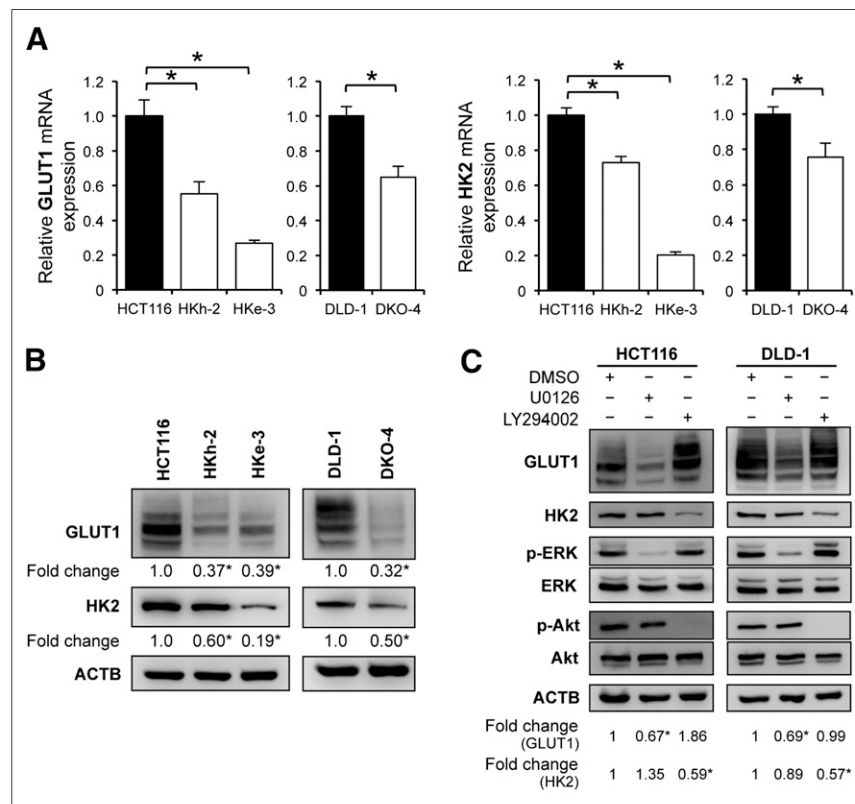 A
Relative GLUT1 mRNA expression
1.2
1.0
0.8
0.6
0.4
0.2
0
*
*
HCT116 HKh-2 HKe-3
1.2
1.0
0.8
0.6
0.4
0.2
0
*
DLD-1 DKO-4
Relative HK2 mRNA expression
1.2
1.0
0.8
0.6
0.4
0.2
0
*
*
HCT116 HKh-2 HKe-3
1.2
1.0
0.8
0.6
0.4
0.2
0
*
DLD-1 DKO-4
B
HCT116 HKh-2 HKe-3 DLD-1 DKO-4
GLUT1
Fold change 1.0 0.37* 0.39* 1.0 0.32*
HK2
Fold change 1.0 0.60* 0.19* 1.0 0.50*
ACTB
C
HCT116 DLD-1
DMSO + – – + – –
U0126 – + – – + –
LY294002 – – + – – +
GLUT1
HK2
p-ERK
ERK
p-Akt
Akt
ACTB
Fold change (GLUT1) 1 0.67* 1.86 1 0.69* 0.99
Fold change (HK2) 1 1.35 0.59* 1 0.89 0.57*